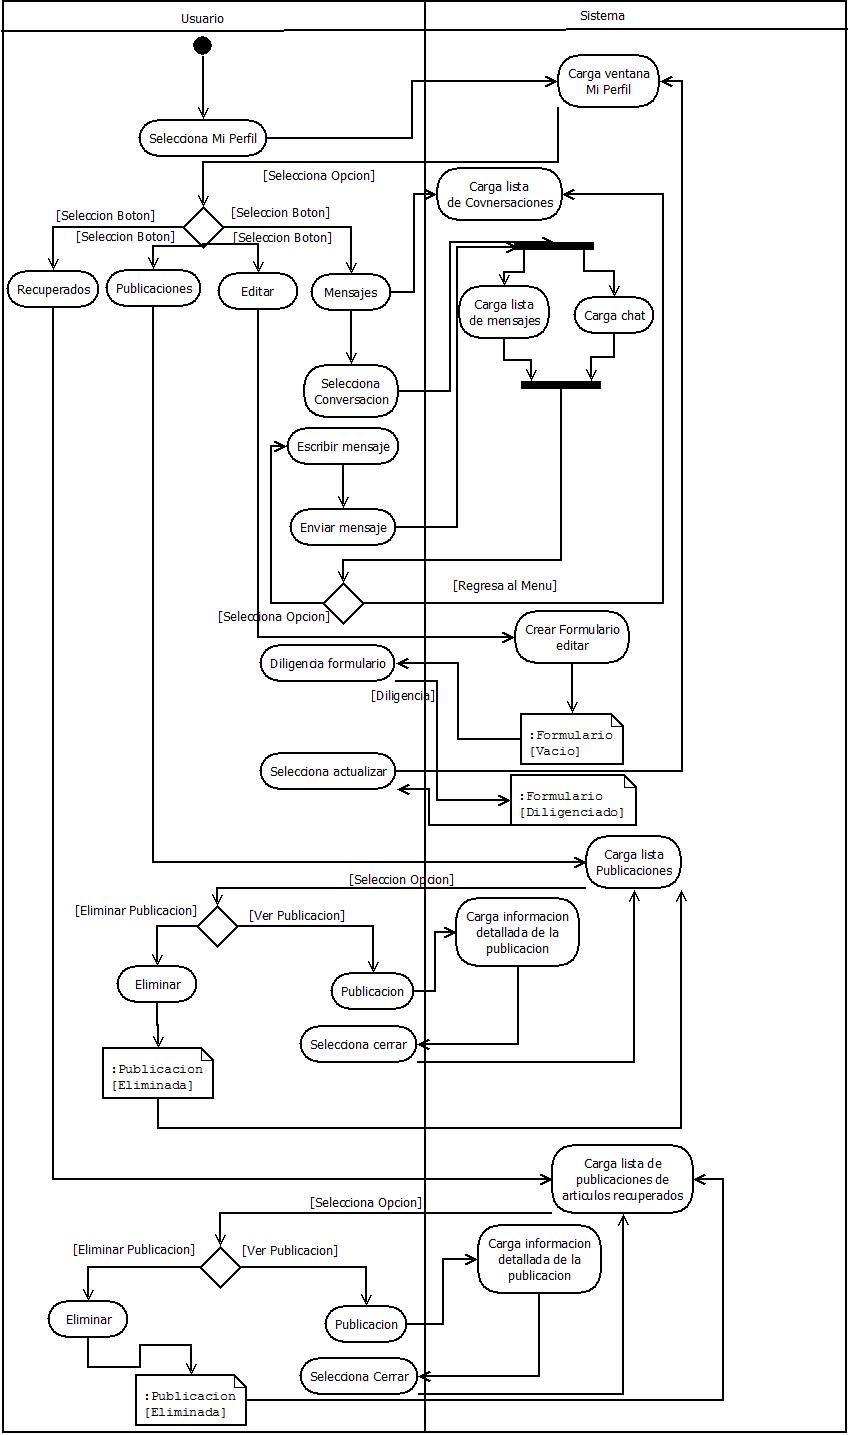 Usuario
Sistema
Carga ventana
Mi Perfil
Selecciona Mi Perfil
[Selecciona Opcion]
Carga lista
de Covnersaciones
[Seleccion Boton]
[Seleccion Boton]
[Seleccion Boton]
[Seleccion Boton]
Recuperados
Publicaciones
Editar
Mensajes
Carga lista
de mensajes
Carga chat
Selecciona
Conversacion
Escribir mensaje
Enviar mensaje
[Regresa al Menu]
[Selecciona Opcion]
Crear Formulario
editar
Diligencia formulario
[Diligencia]
:Formulario
[Vacio]
Selecciona actualizar
:Formulario
[Diligenciado]
Carga lista
Publicaciones
[Seleccion Opcion]
[Eliminar Publicacion]
[Ver Publicacion]
Carga informacion
detallada de la
publicacion
Eliminar
Publicacion
Selecciona cerrar
:Publicacion
[Eliminada]
Carga lista de
publicaciones de
articulos recuperados
[Selecciona Opcion]
[Eliminar Publicacion]
[Ver Publicacion]
Carga informacion
detallada de la
publicacion
Eliminar
Publicacion
Selecciona Cerrar
:Publicacion
[Eliminada]